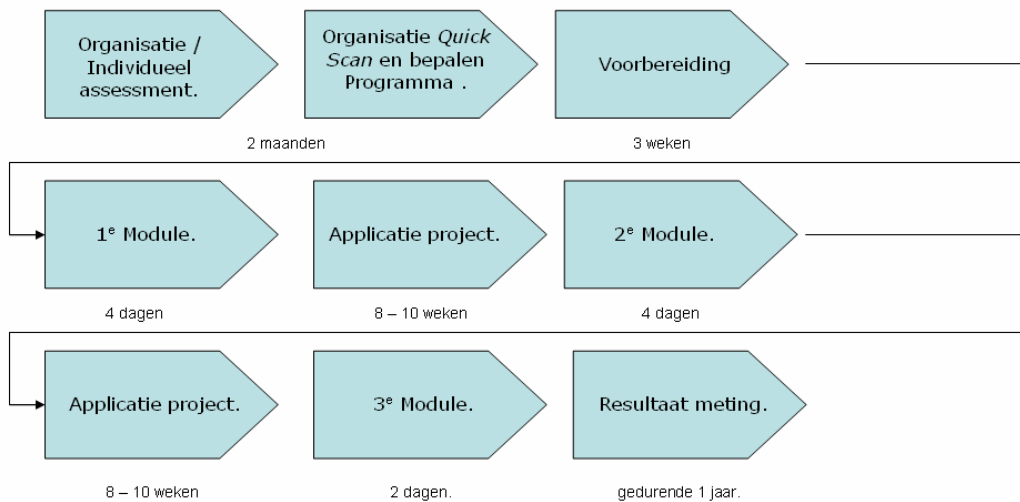 Organisatie /
Individueel
assessment.
Organisatie Quick
Scan en bepalen
Programma .
Voorbereiding
2 maanden
3 weken
1e Module.
Applicatie project.
2e Module.
4 dagen
8 – 10 weken
4 dagen
Applicatie project.
3e Module.
Resultaat meting.
8 – 10 weken
2 dagen.
gedurende 1 jaar.